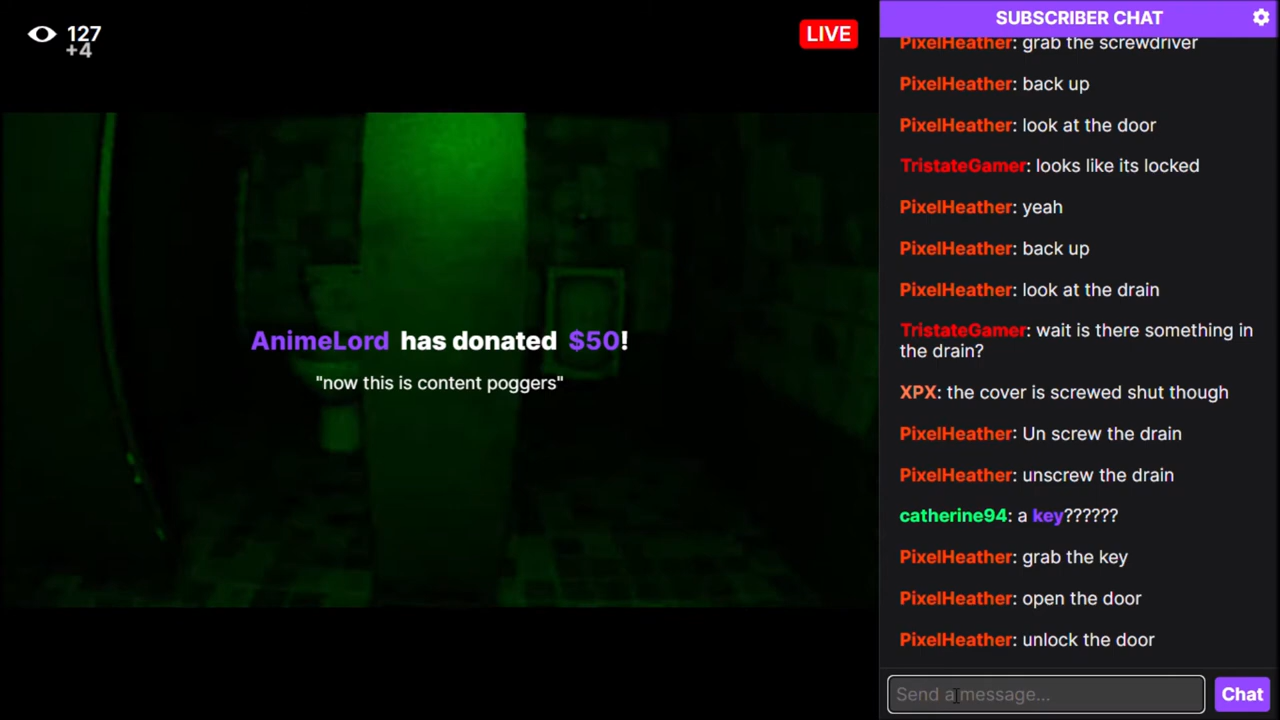 127
+4
LIVE
AnimeLord has donated $50!
"now this is content poggers"
SUBSCRIBER CHAT
PixelHeather: grab the screwdriver
PixelHeather: back up
PixelHeather: look at the door
TristateGamer: looks like its locked
PixelHeather: yeah
PixelHeather: back up
PixelHeather: look at the drain
TristateGamer: wait is there something in
the drain?
XPX: the cover is screwed shut though
PixelHeather: Un screw the drain
PixelHeather: unscrew the drain
catherine94: a key??????
PixelHeather: grab the key
PixelHeather: open the door
PixelHeather: unlock the door
Send a message...
Chat